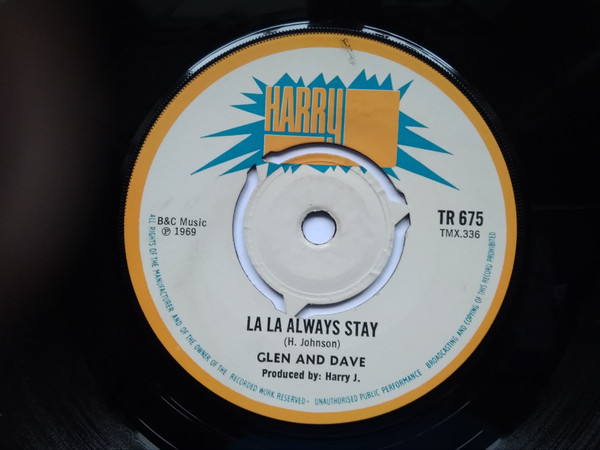 HARRY
B&C Music
℗ 1969
TR 675
TMX.336
LA LA ALWAYS STAY
(H. Johnson)
GLEN AND DAVE
Produced by: Harry J.
ALL RIGHTS OF THE MANUFACTURER AND OF THE OWNER OF THE RECORDED WORK RESERVED · UNAUTHORISED PUBLIC PERFORMANCE BROADCASTING AND COPYING OF THIS RECORD PROHIBITED